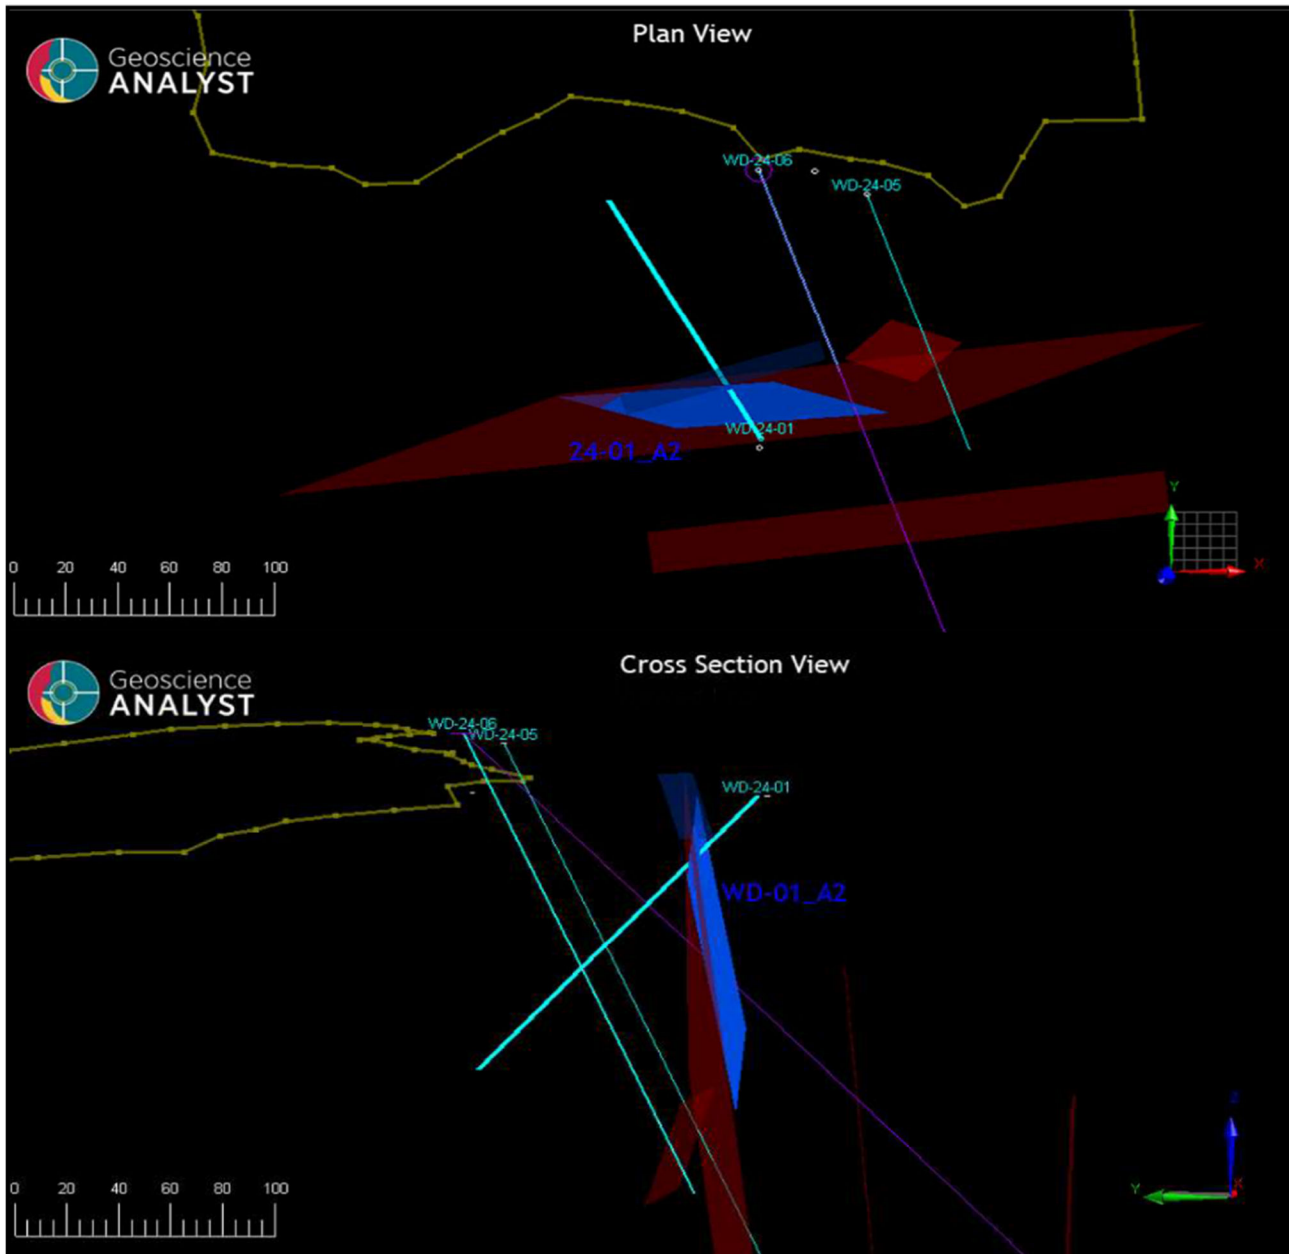 Plan View
Geoscience
ANALYST
WD-24-06
WD-24-05
WD-24-01
24-01_A2
Y
X
0 20 40 60 80 100
Cross Section View
Geoscience
ANALYST
WD-24-06
WD-24-05
WD-24-01
WD-01_A2
Z
Y
X
0 20 40 60 80 100